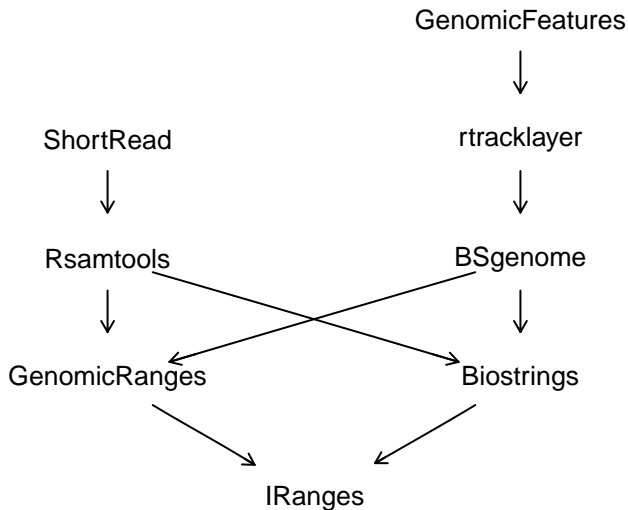 GenomicFeatures
ShortRead
rtracklayer
Rsamtools
BSgenome
GenomicRanges
Biostrings
IRanges